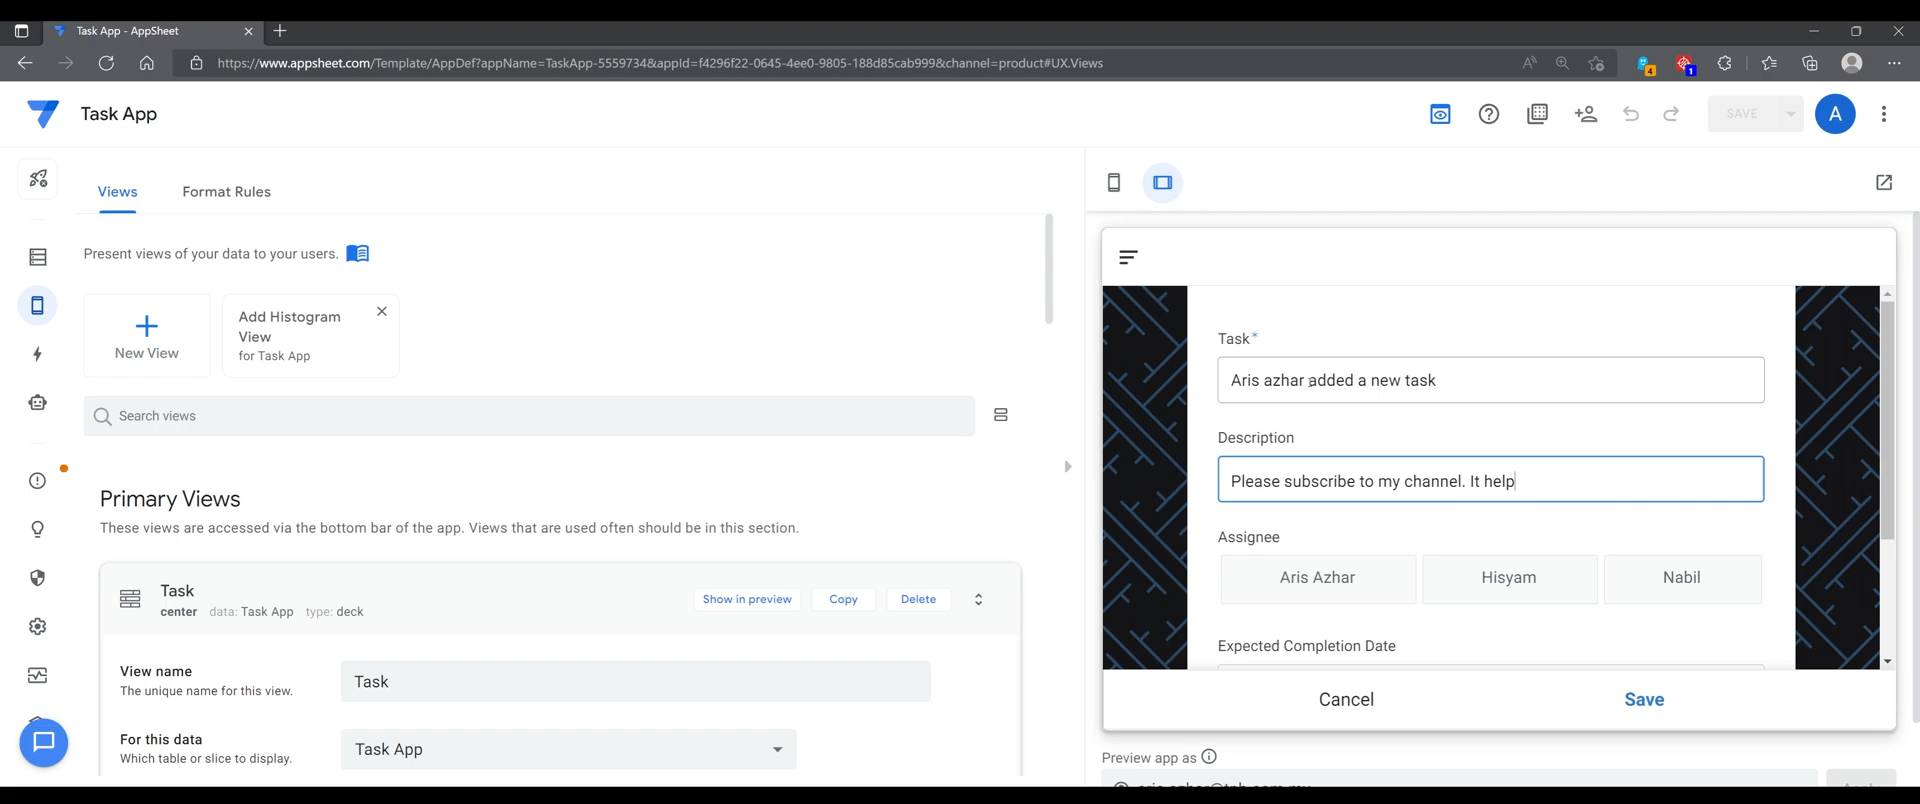 Task App - AppSheet
https://www.appsheet.com/Template/AppDef?appName=TaskApp-5559734&appId=f4296f22-0645-4ee0-9805-188d85cab999&channel=product#UX.Views
4
1
Task App
SAVE
A
Views
Format Rules
Present views of your data to your users.
New View
Add Histogram
View
for Task App
Search views
Primary Views
These views are accessed via the bottom bar of the app. Views that are used often should be in this section.
Task
center data: Task App type: deck
Show in preview
Copy
Delete
View name
The unique name for this view.
Task
For this data
Which table or slice to display.
Task App
Task*
Aris azhar added a new task
Description
Please subscribe to my channel. It help
Assignee
Aris Azhar
Hisyam
Nabil
Expected Completion Date
Cancel
Save
Preview app as